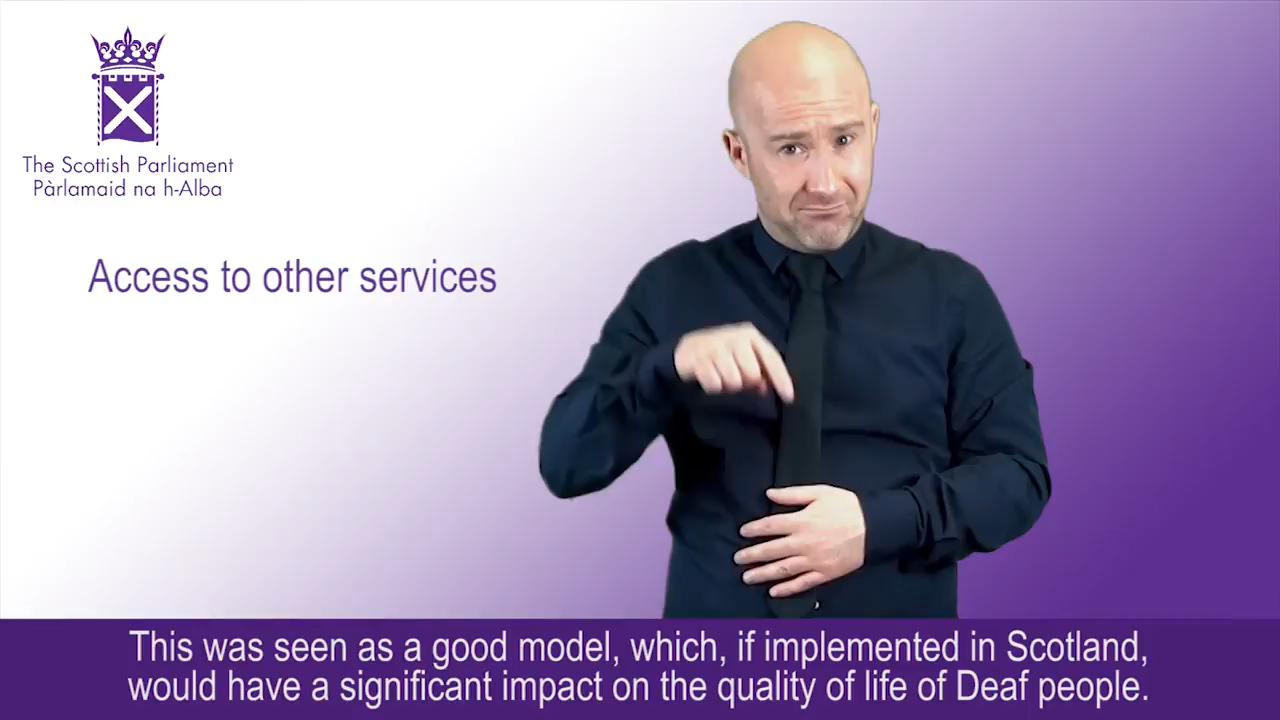 The Scottish Parliament
Pàrlamaid na h-Alba
Access to other services
This was seen as a good model, which, if implemented in Scotland,
would have a significant impact on the quality of life of Deaf people.